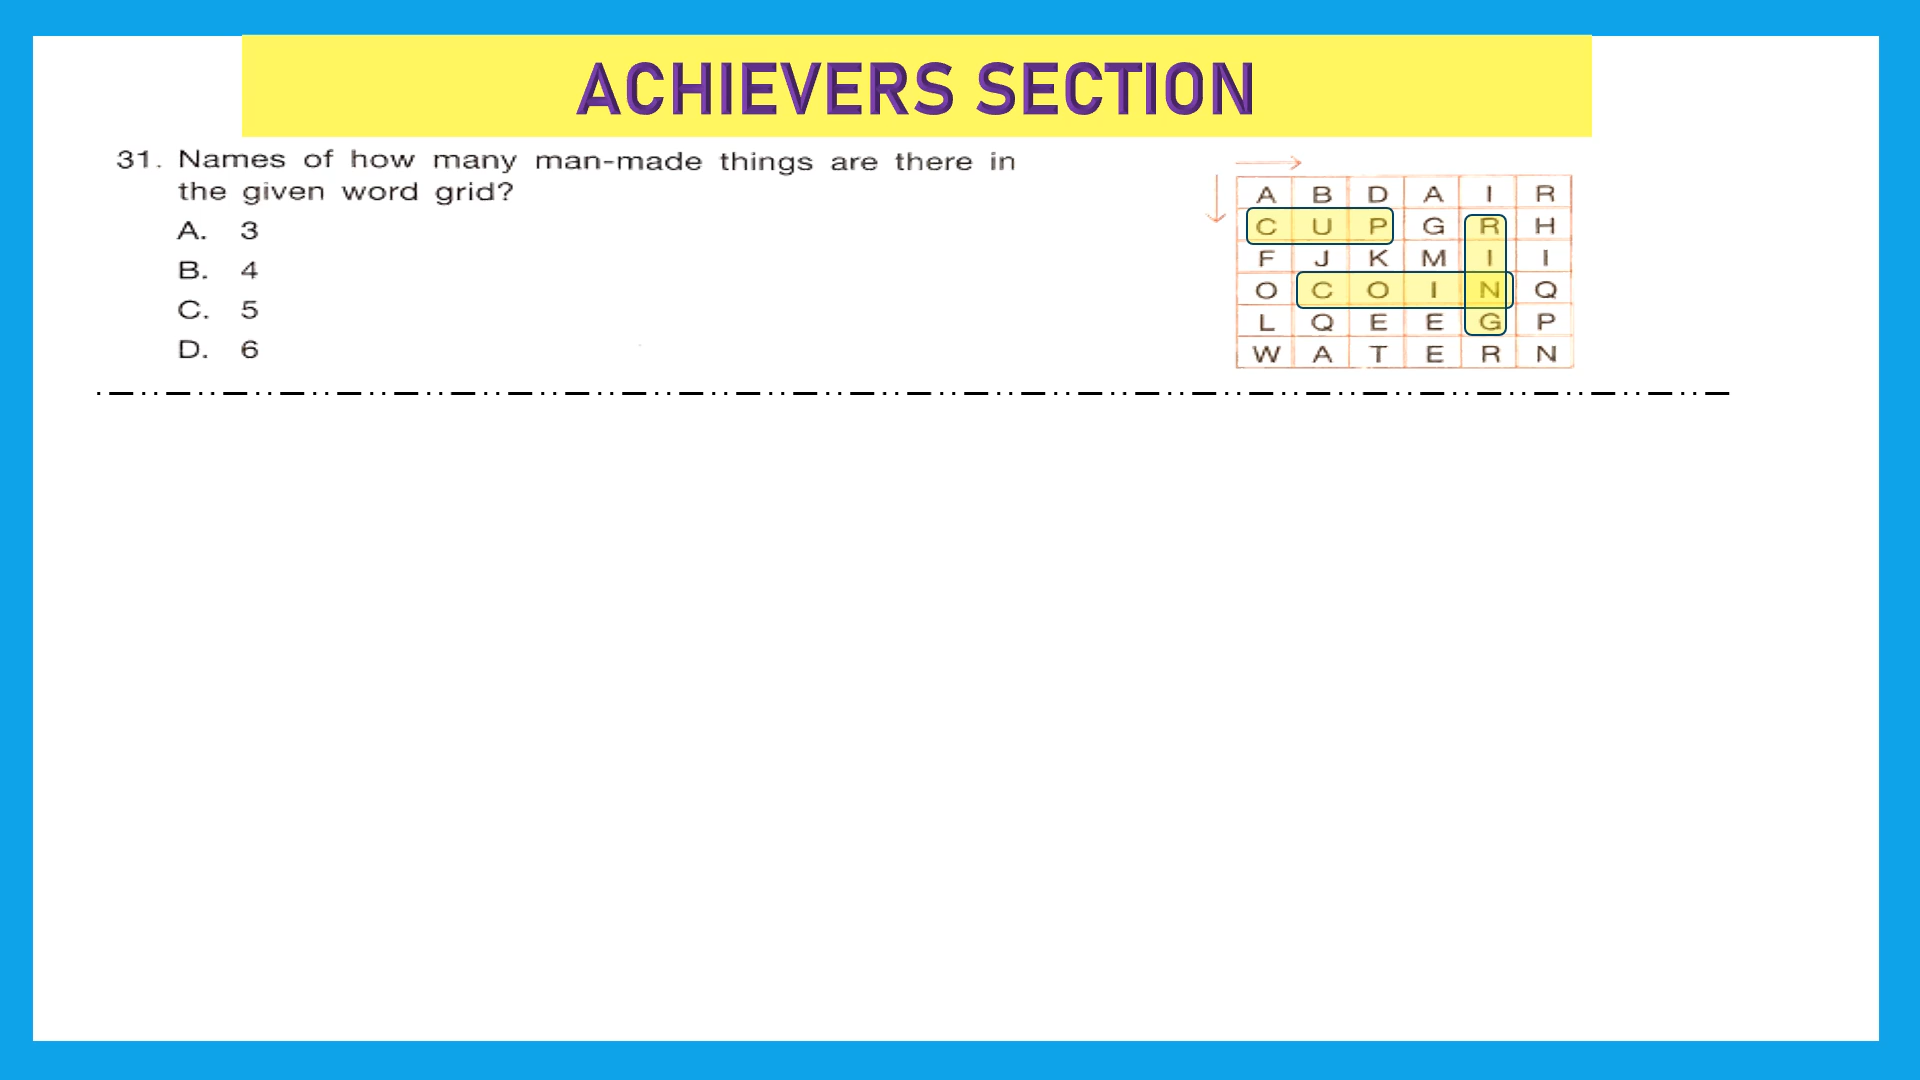 ACHIEVERS SECTION
31. Names of how many man-made things are there in
the given word grid?
A. 3
B. 4
C. 5
D. 6
A B D A I R
C U P G R H
F J K M I I
O C O I N Q
L Q E E G P
W A T E R N